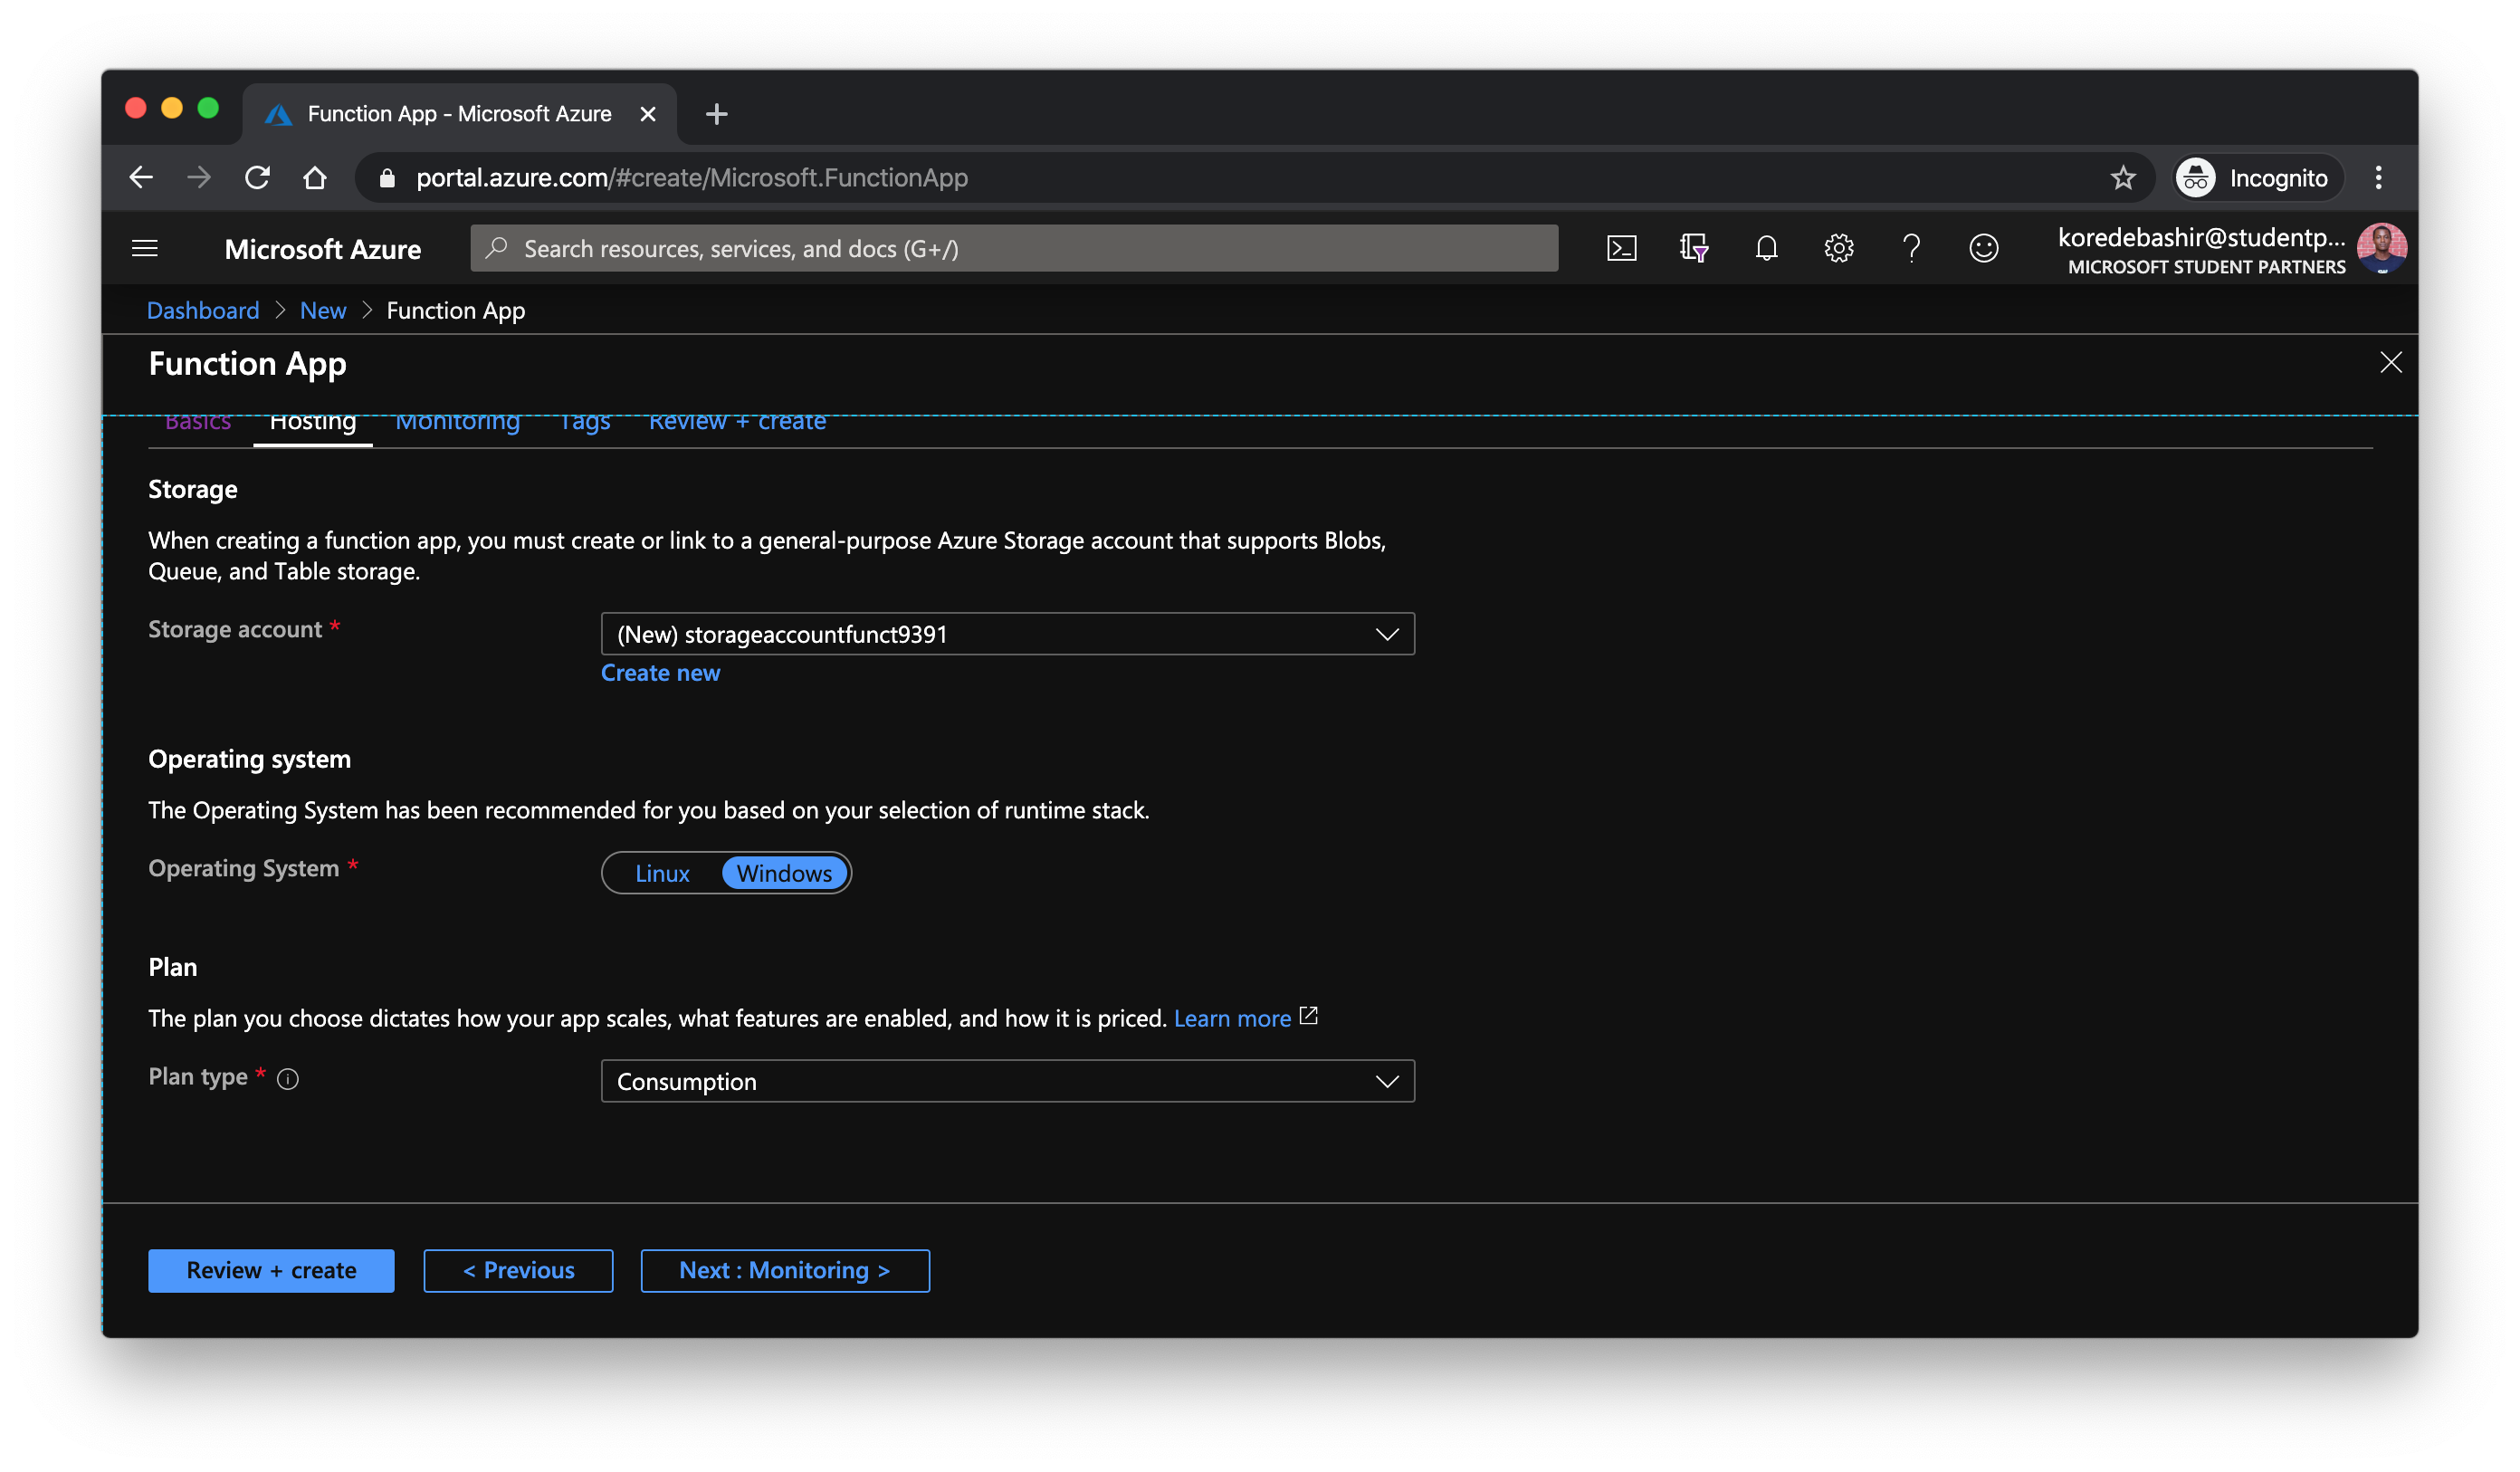 Function App - Microsoft Azure
portal.azure.com/#create/Microsoft.FunctionApp
Incognito
Microsoft Azure
Search resources, services, and docs (G+/)
koredebashir@studentp...
MICROSOFT STUDENT PARTNERS
Dashboard > New > Function App
Function App
Basics Hosting Monitoring Tags Review + create
Storage
When creating a function app, you must create or link to a general-purpose Azure Storage account that supports Blobs,
Queue, and Table storage.
Storage account * (New) storageaccountfunct9391
Create new
Operating system
The Operating System has been recommended for you based on your selection of runtime stack.
Operating System * Linux Windows
Plan
The plan you choose dictates how your app scales, what features are enabled, and how it is priced. Learn more
Plan type * Consumption
Review + create < Previous Next : Monitoring >